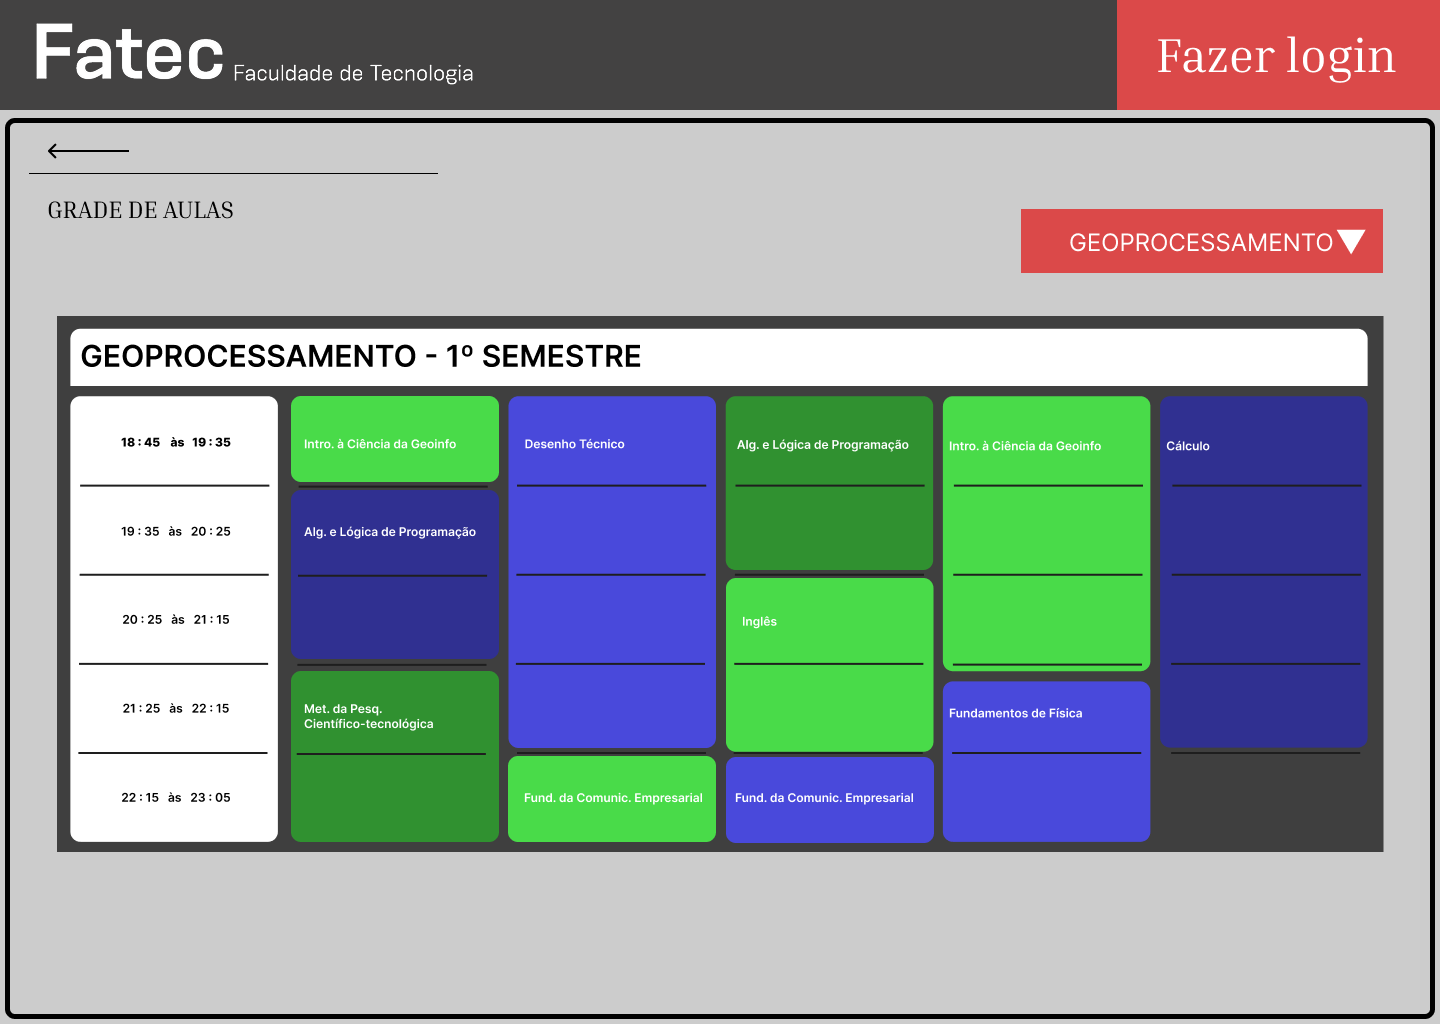 Fatec Faculdade de Tecnologia
Fazer login
GRADE DE AULAS
GEOPROCESSAMENTO
GEOPROCESSAMENTO - 1º SEMESTRE
18:45 às 19:35
Intro. à Ciência da Geoinfo
Desenho Técnico
Alg. e Lógica de Programação
Intro. à Ciência da Geoinfo
Cálculo
19:35 às 20:25
Alg. e Lógica de Programação
20:25 às 21:15
Inglês
21:25 às 22:15
Met. da Pesq.
Científico-tecnológica
Fundamentos de Física
22:15 às 23:05
Fund. da Comunic. Empresarial
Fund. da Comunic. Empresarial